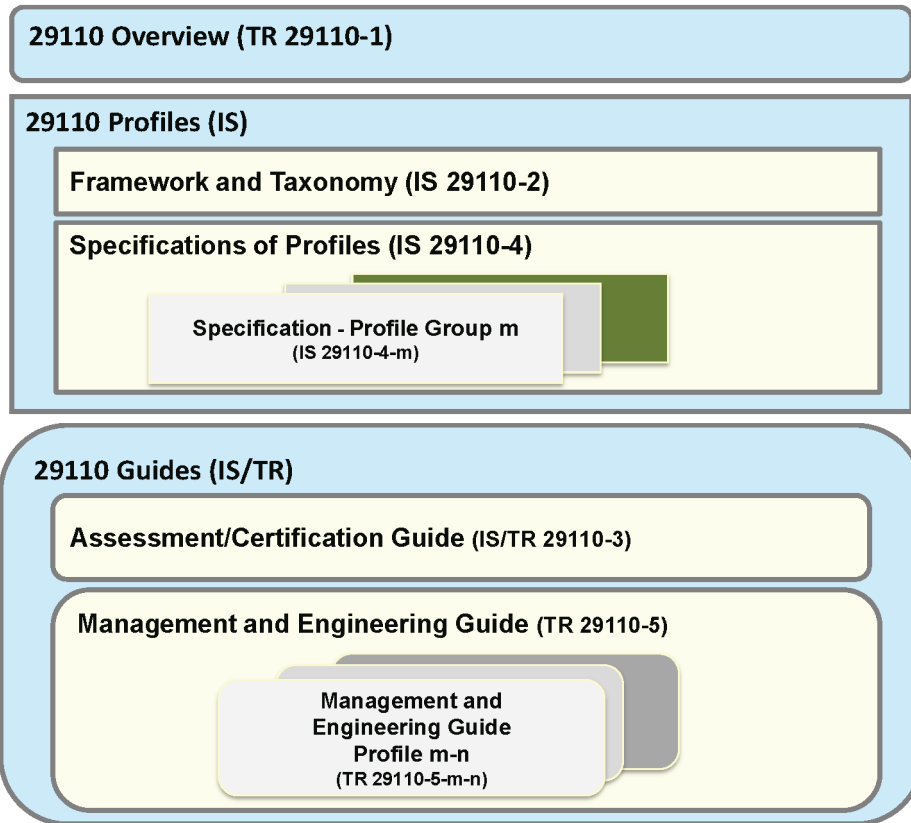 29110 Overview (TR 29110-1)
29110 Profiles (IS)
Framework and Taxonomy (IS 29110-2)
Specifications of Profiles (IS 29110-4)
Specification - Profile Group m
(IS 29110-4-m)
29110 Guides (IS/TR)
Assessment/Certification Guide (IS/TR 29110-3)
Management and Engineering Guide (TR 29110-5)
Management and
Engineering Guide
Profile m-n
(TR 29110-5-m-n)